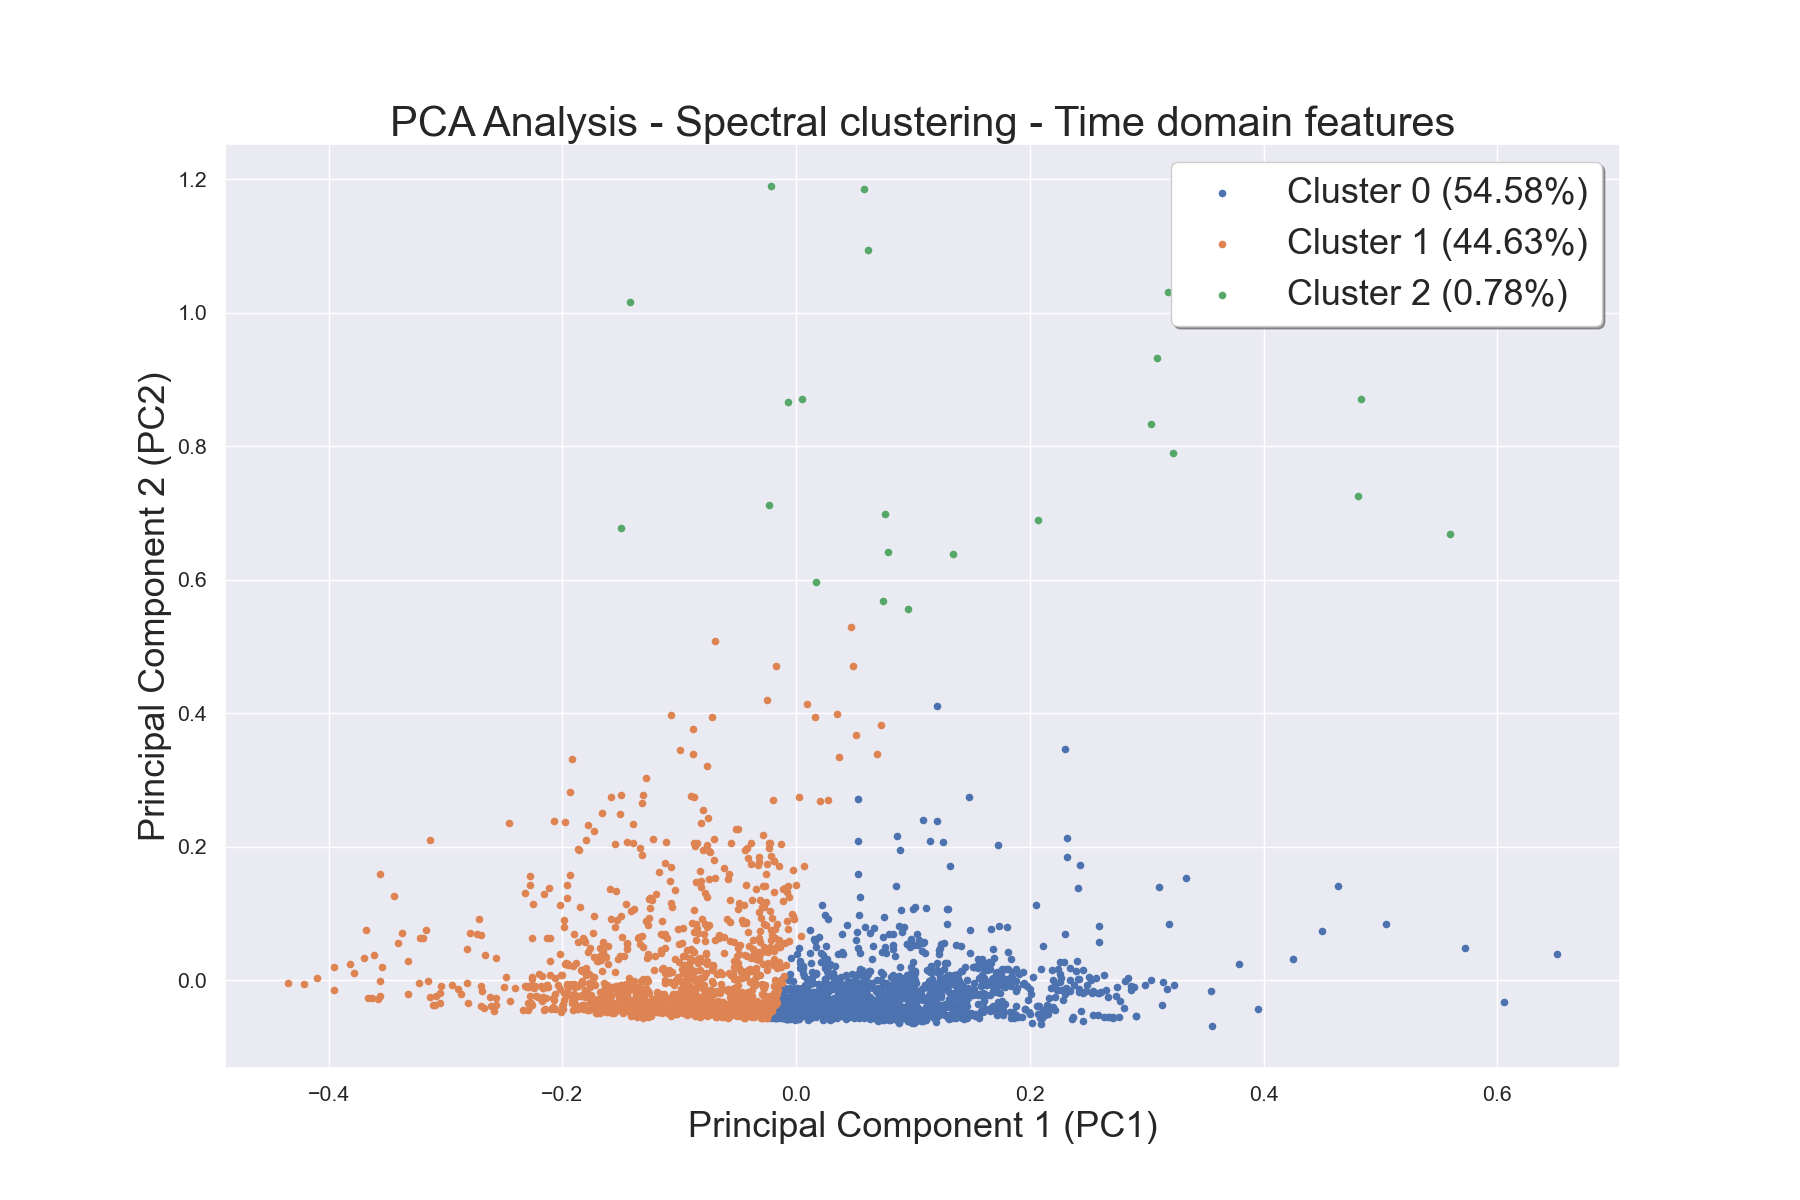 PCA Analysis - Spectral clustering - Time domain features
Cluster 0 (54.58%)
Cluster 1 (44.63%)
Cluster 2 (0.78%)
Principal Component 2 (PC2)
1.2
1.0
0.8
0.6
0.4
0.2
0.0
−0.4 −0.2 0.0 0.2 0.4 0.6
Principal Component 1 (PC1)